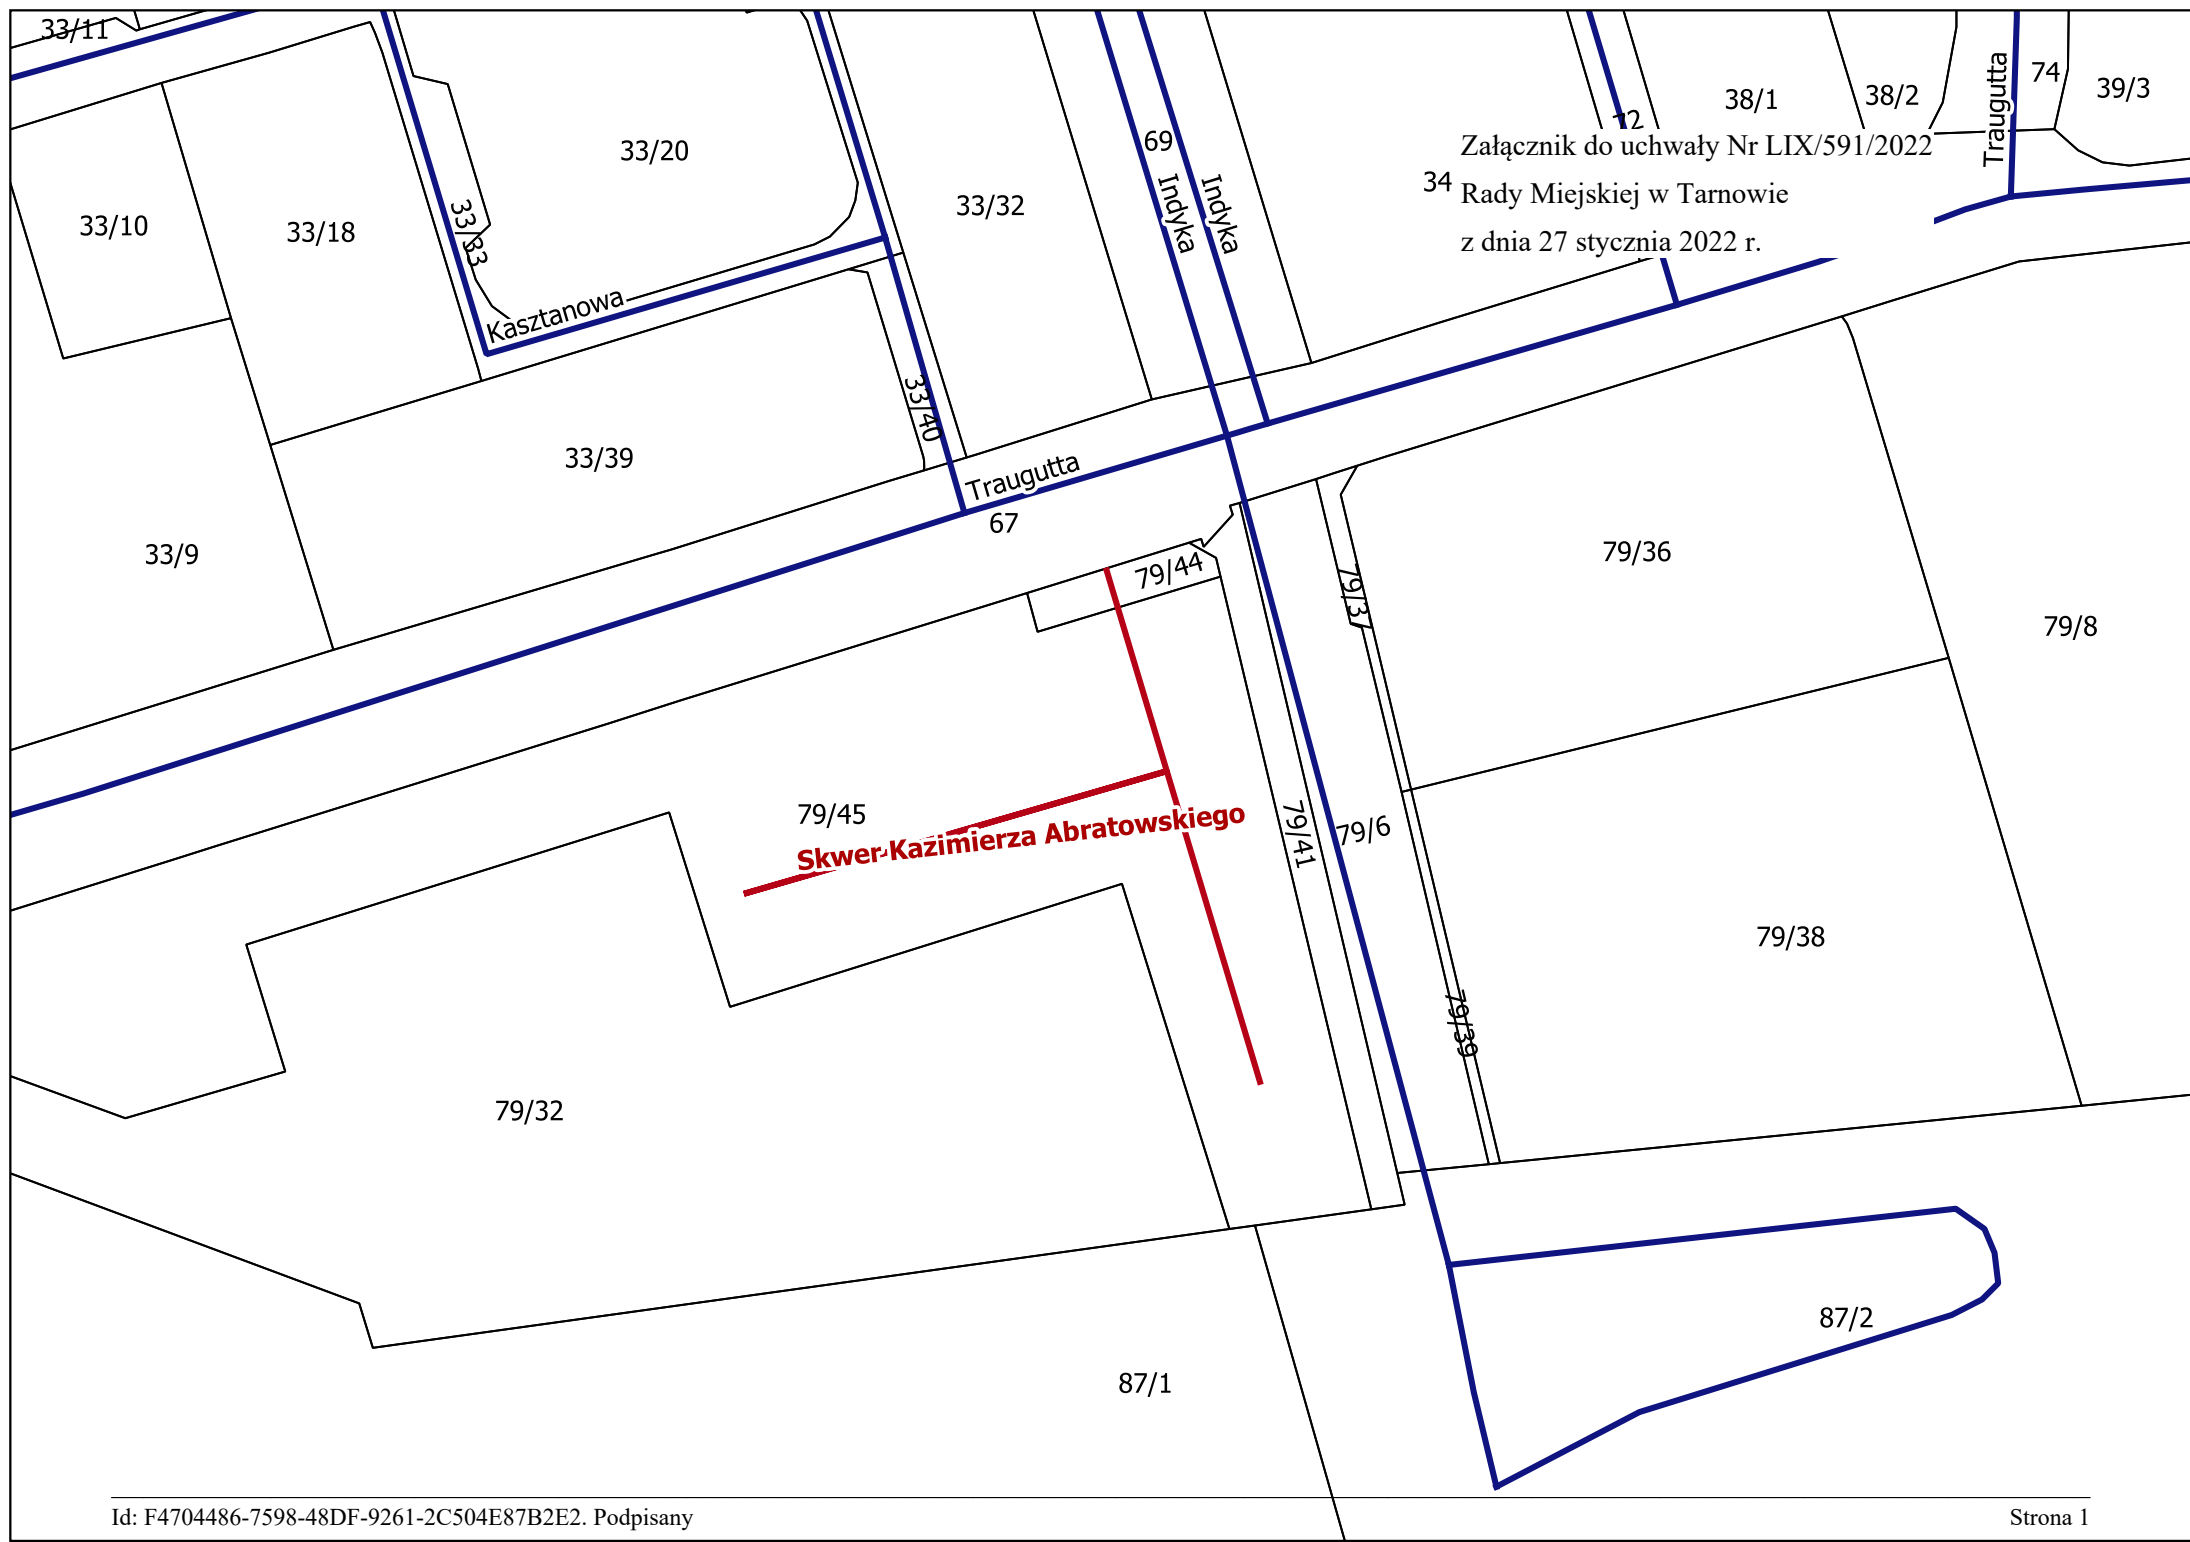 33/11
Załącznik do uchwały Nr LIX/591/2022
Rady Miejskiej w Tarnowie
z dnia 27 stycznia 2022 r.
38/1
38/2
Traugutta
74
39/3
72
34
69
Indyka
Indyka
33/20
33/32
33/10
33/18
33/33
Kasztanowa
33/40
33/39
33/9
Traugutta
67
79/44
79/37
79/36
79/8
79/45
Skwer Kazimierza Abratowskiego
79/41
79/6
79/38
79/39
79/32
87/2
87/1
Id: F4704486-7598-48DF-9261-2C504E87B2E2. Podpisany
Strona 1